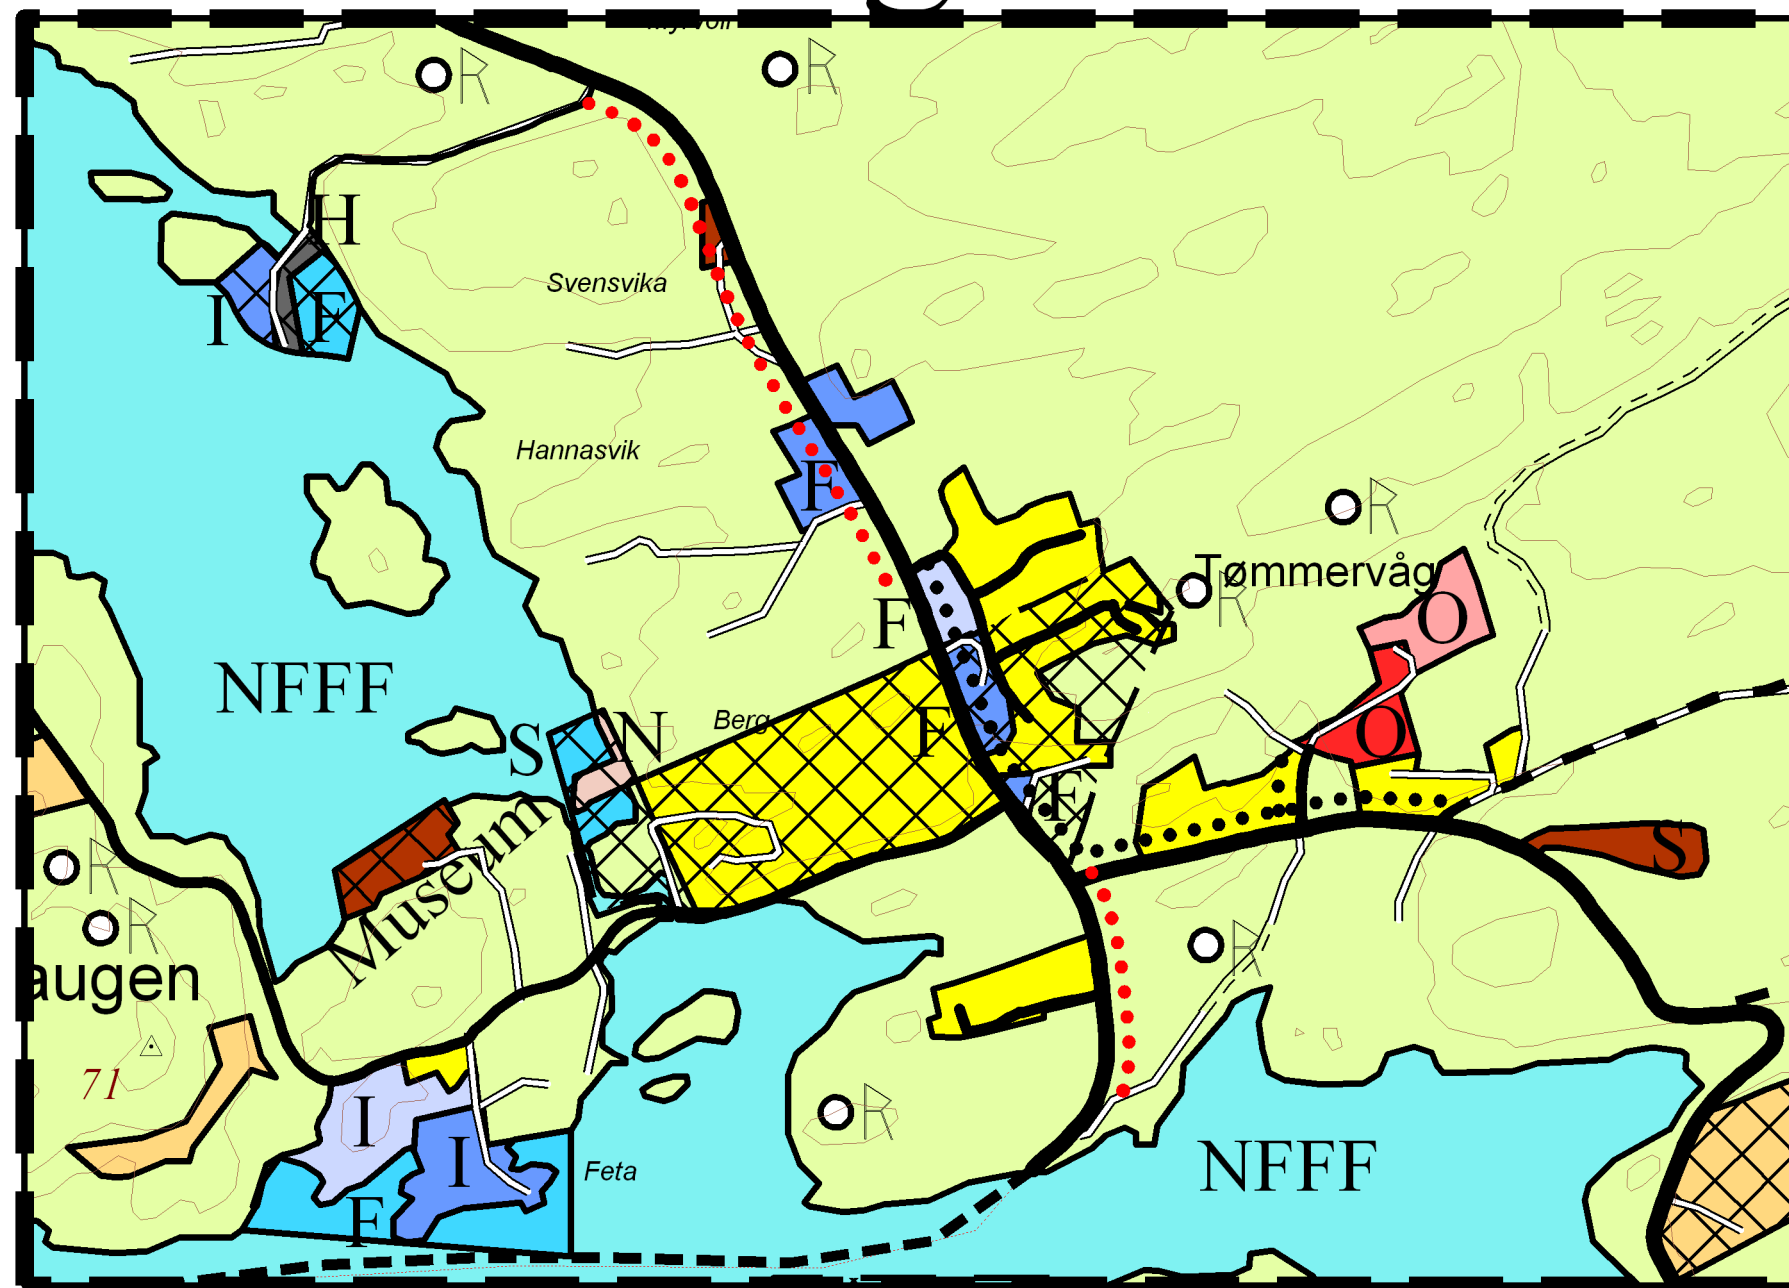 R
R
H
Svensvika
I
F
Hannasvik
F
R
Tømmervåg
R
F
O
NFFF
Berg
S
N
F
O
L
F
Museum
S
R
R
R
augen
71
I
R
I
Feta
NFFF
F